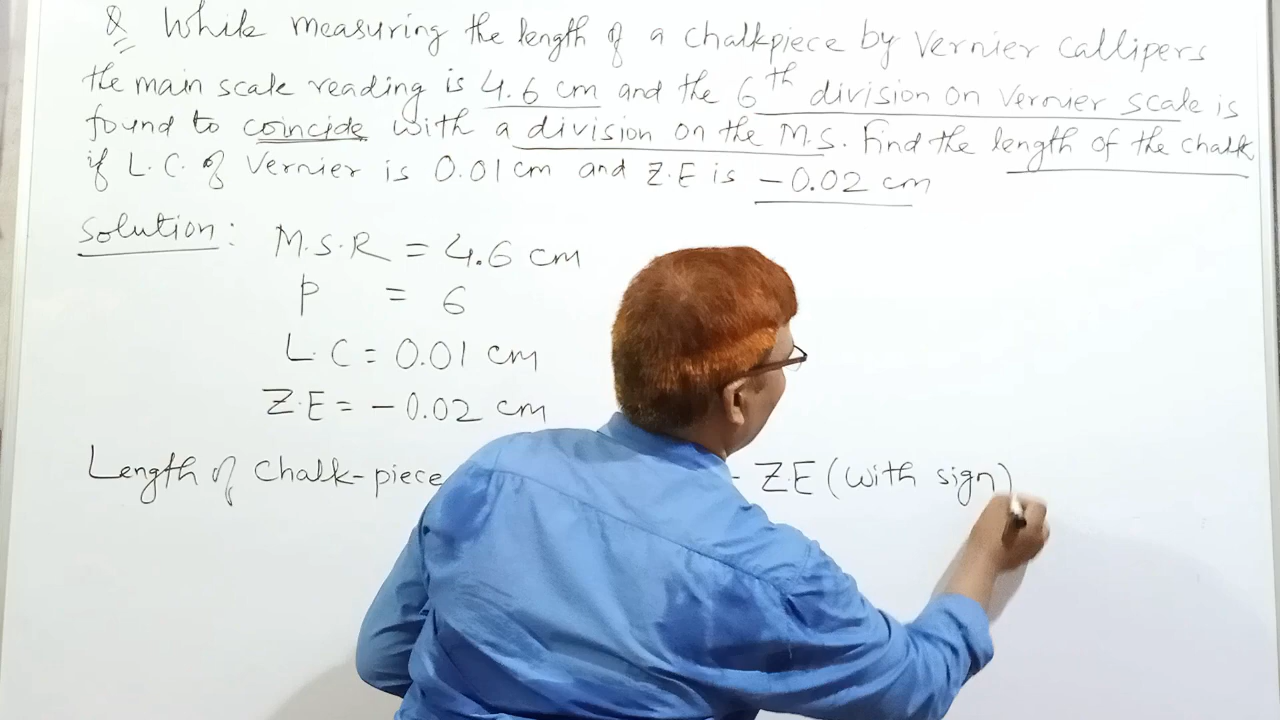 Q While measuring the length of a chalkpiece by Vernier Callipers
the main scale reading is 4.6 cm and the 6th division on Vernier scale is
found to coincide with a division on the M.S. Find the length of the chalk
if L.C. of Vernier is 0.01 cm and Z.E is -0.02 cm
Solution: M.S.R = 4.6 cm
p = 6
L.C = 0.01 cm
Z.E = -0.02 cm
Length of Chalk-piece - Z.E (with sign)